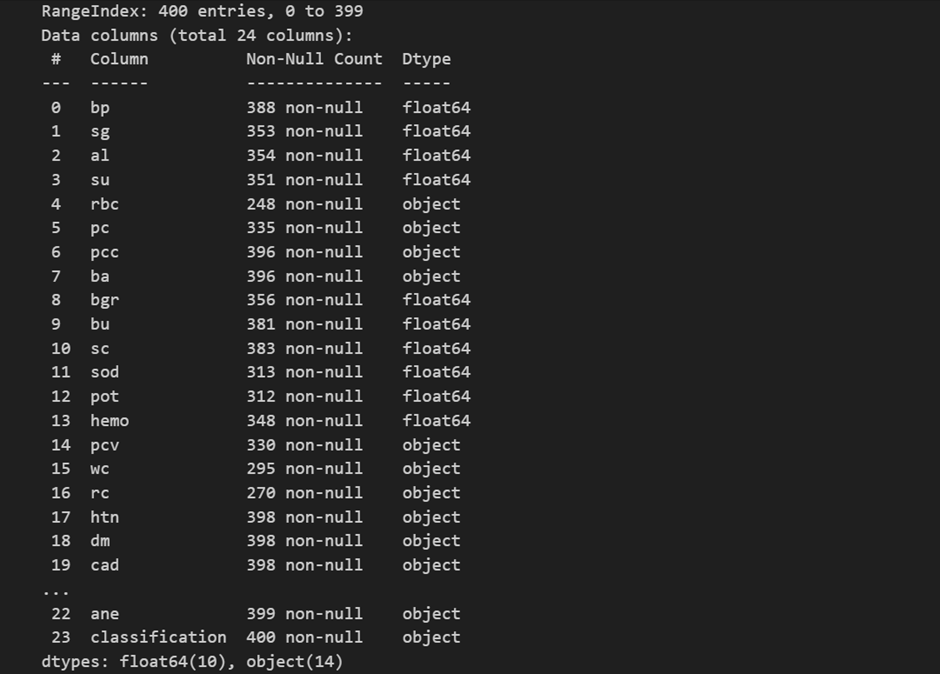 RangeIndex: 400 entries, 0 to 399
Data columns (total 24 columns):
 #   Column          Non-Null Count  Dtype
---  ------          --------------  -----
 0   bp              388 non-null    float64
 1   sg              353 non-null    float64
 2   al              354 non-null    float64
 3   su              351 non-null    float64
 4   rbc             248 non-null    object
 5   pc              335 non-null    object
 6   pcc             396 non-null    object
 7   ba              396 non-null    object
 8   bgr             356 non-null    float64
 9   bu              381 non-null    float64
 10  sc              383 non-null    float64
 11  sod             313 non-null    float64
 12  pot             312 non-null    float64
 13  hemo            348 non-null    float64
 14  pcv             330 non-null    object
 15  wc              295 non-null    object
 16  rc              270 non-null    object
 17  htn             398 non-null    object
 18  dm              398 non-null    object
 19  cad             398 non-null    object
...
 22  ane             399 non-null    object
 23  classification  400 non-null    object
dtypes: float64(10), object(14)